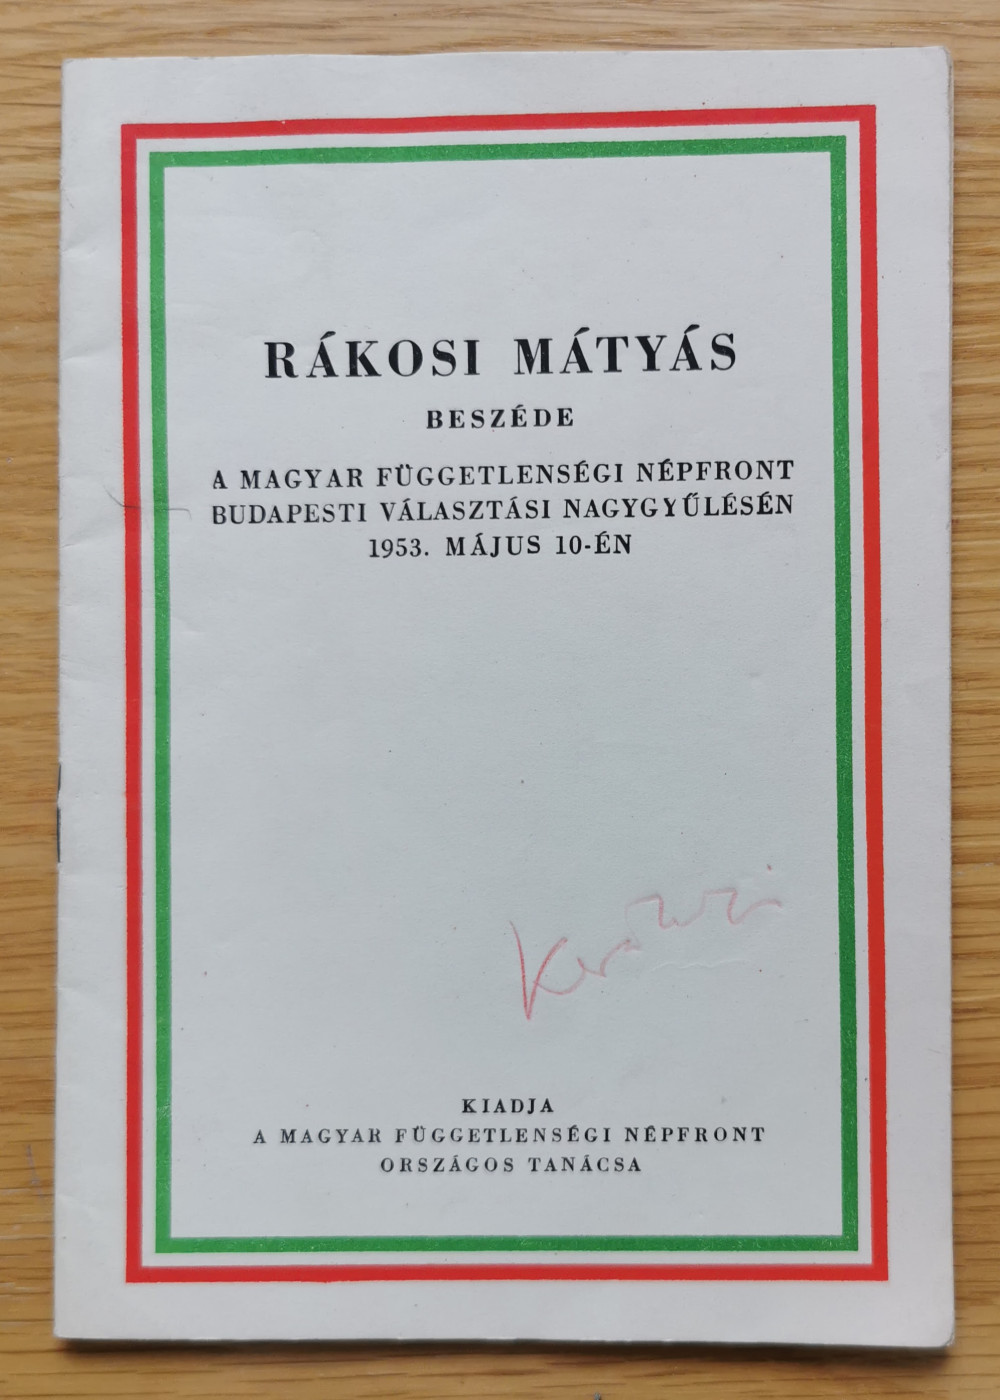 RÁKOSI MÁTYÁS
BESZÉDE
A MAGYAR FÜGGETLENSÉGI NÉPFRONT
BUDAPESTI VÁLASZTÁSI NAGYGYŰLÉSÉN
1953. MÁJUS 10-ÉN
KIADJA
A MAGYAR FÜGGETLENSÉGI NÉPFRONT
ORSZÁGOS TANÁCSA